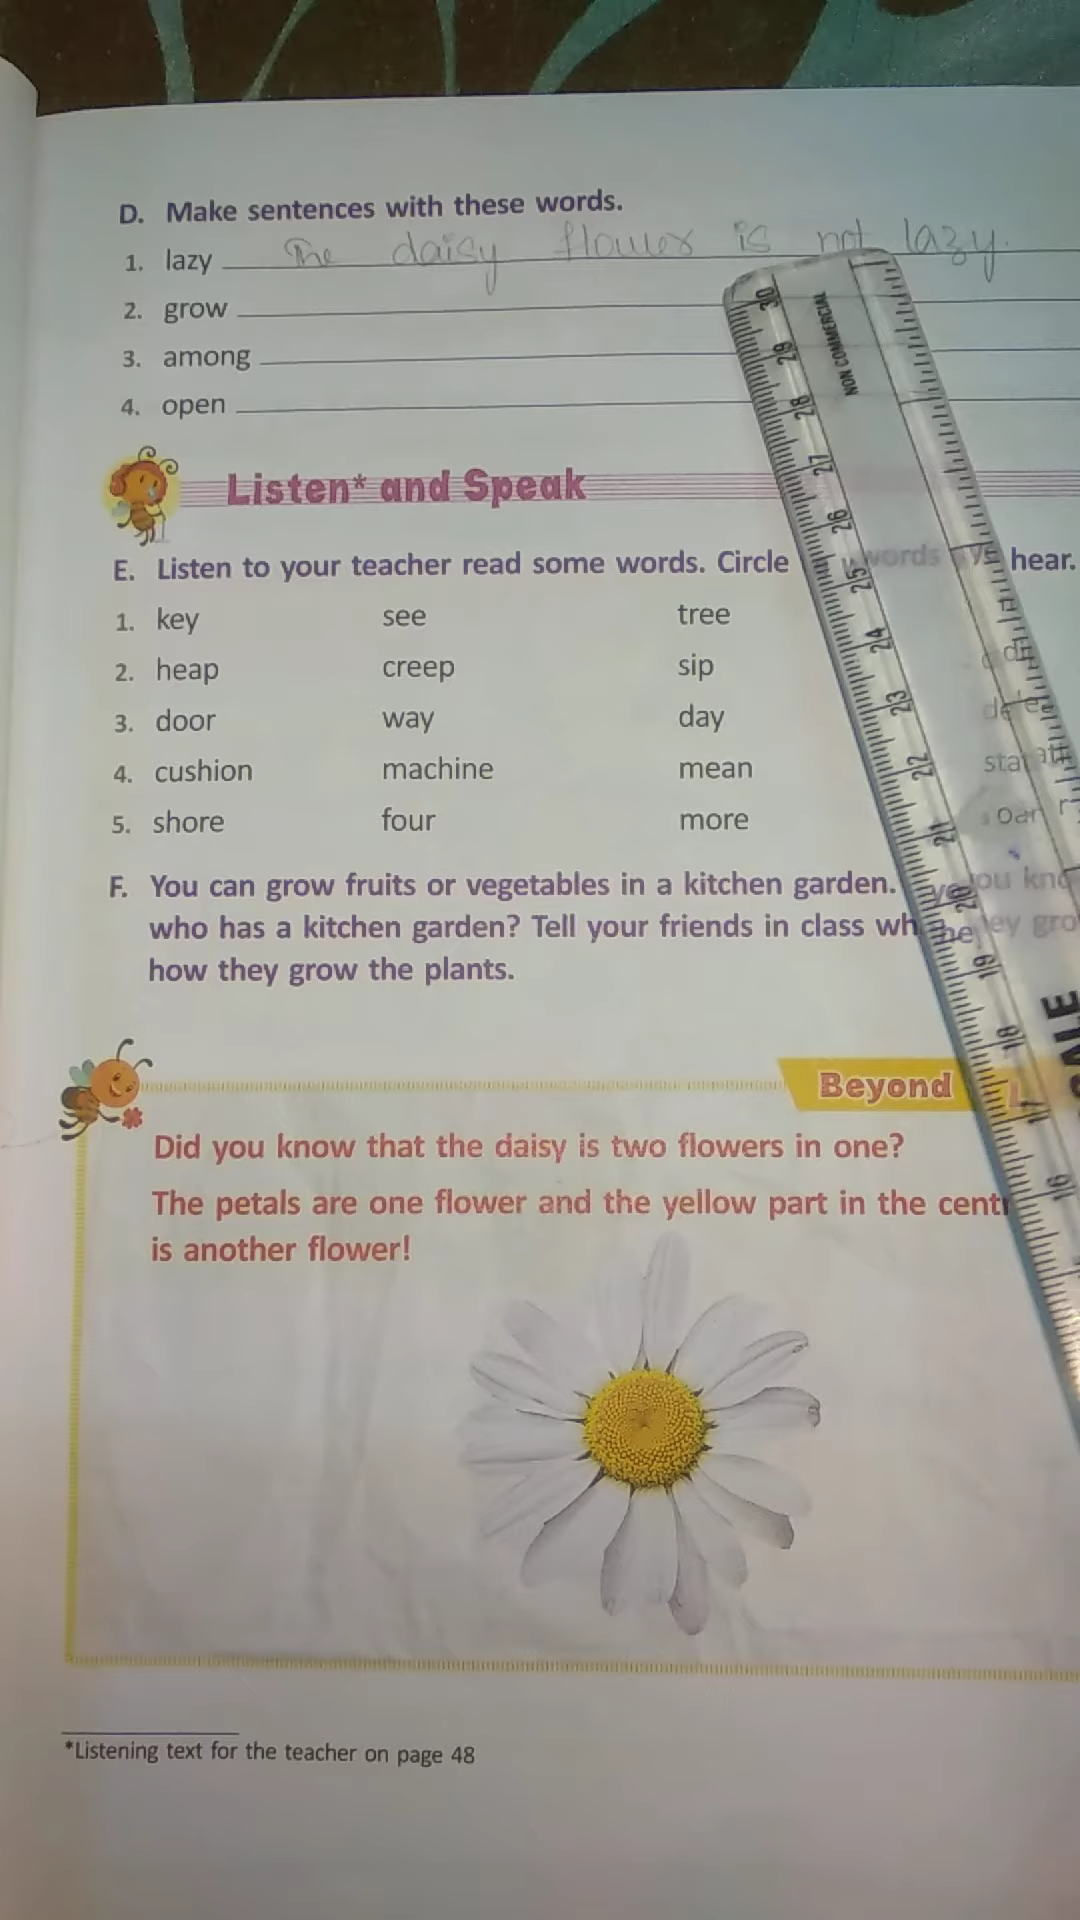 D. Make sentences with these words.
1. lazy The daisy flower is not lazy.
2. grow
3. among
4. open
Listen* and Speak
E. Listen to your teacher read some words. Circle words hear.
1. key see tree
2. heap creep sip
3. door way day
4. cushion machine mean
5. shore four more
F. You can grow fruits or vegetables in a kitchen garden.
who has a kitchen garden? Tell your friends in class
how they grow the plants.
Beyond
Did you know that the daisy is two flowers in one?
The petals are one flower and the yellow part in the
is another flower!
*Listening text for the teacher on page 48
30 29 28 27 26 25 24 23 22 21 20 19 18 17 16
NON COMMERCIAL